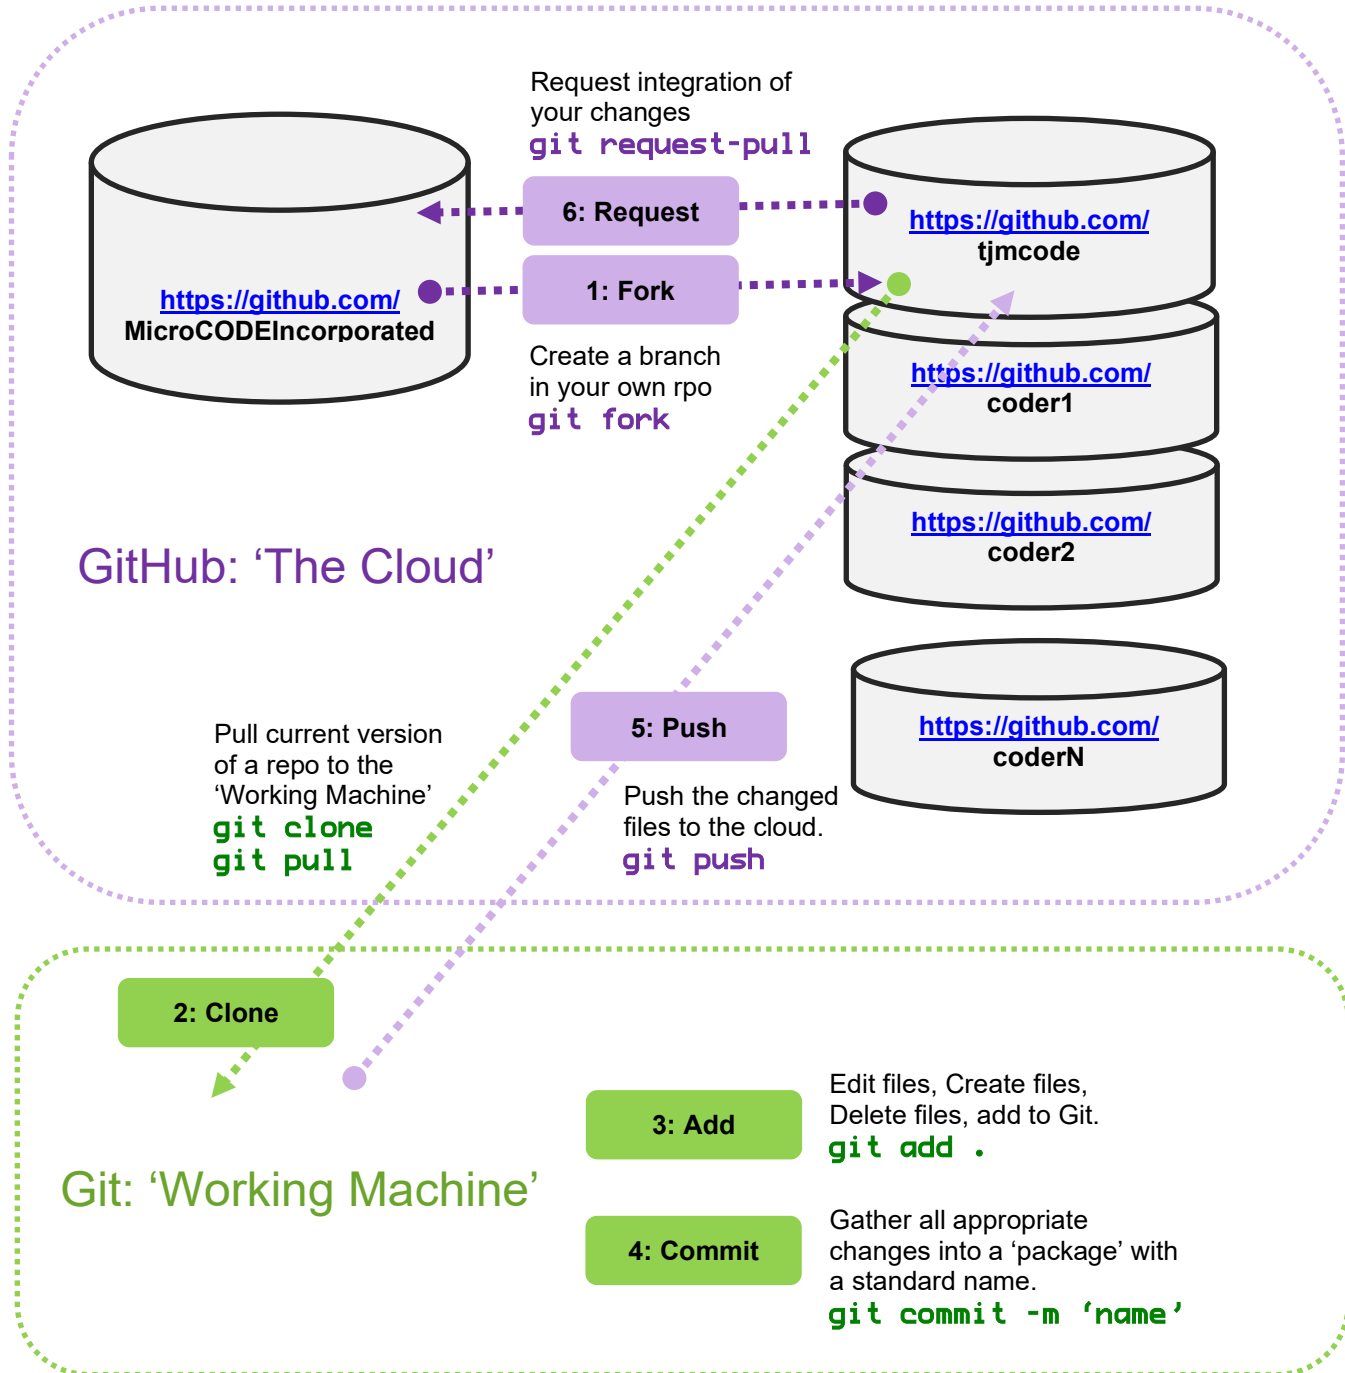 Request integration of
your changes
git request-pull
6: Request
https://github.com/
tjmcode
1: Fork
https://github.com/
MicroCODEIncorporated
Create a branch
in your own rpo
git fork
https://github.com/
coder1
https://github.com/
coder2
GitHub: ‘The Cloud’
https://github.com/
coderN
5: Push
Pull current version
of a repo to the
‘Working Machine’
git clone
git pull
Push the changed
files to the cloud.
git push
2: Clone
3: Add
Edit files, Create files,
Delete files, add to Git.
git add .
Git: ‘Working Machine’
4: Commit
Gather all appropriate
changes into a ‘package’ with
a standard name.
git commit -m ‘name’